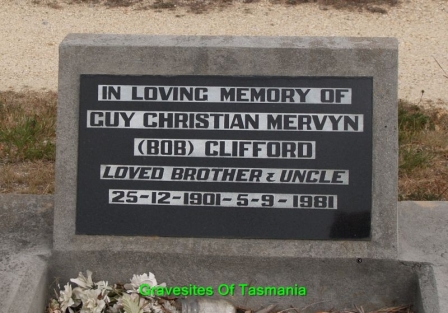 IN LOVING MEMORY OF
GUY CHRISTIAN MERVYN
(BOB) CLIFFORD
LOVED BROTHER & UNCLE
25-12-1901-5-9-1981
Gravesites Of Tasmania